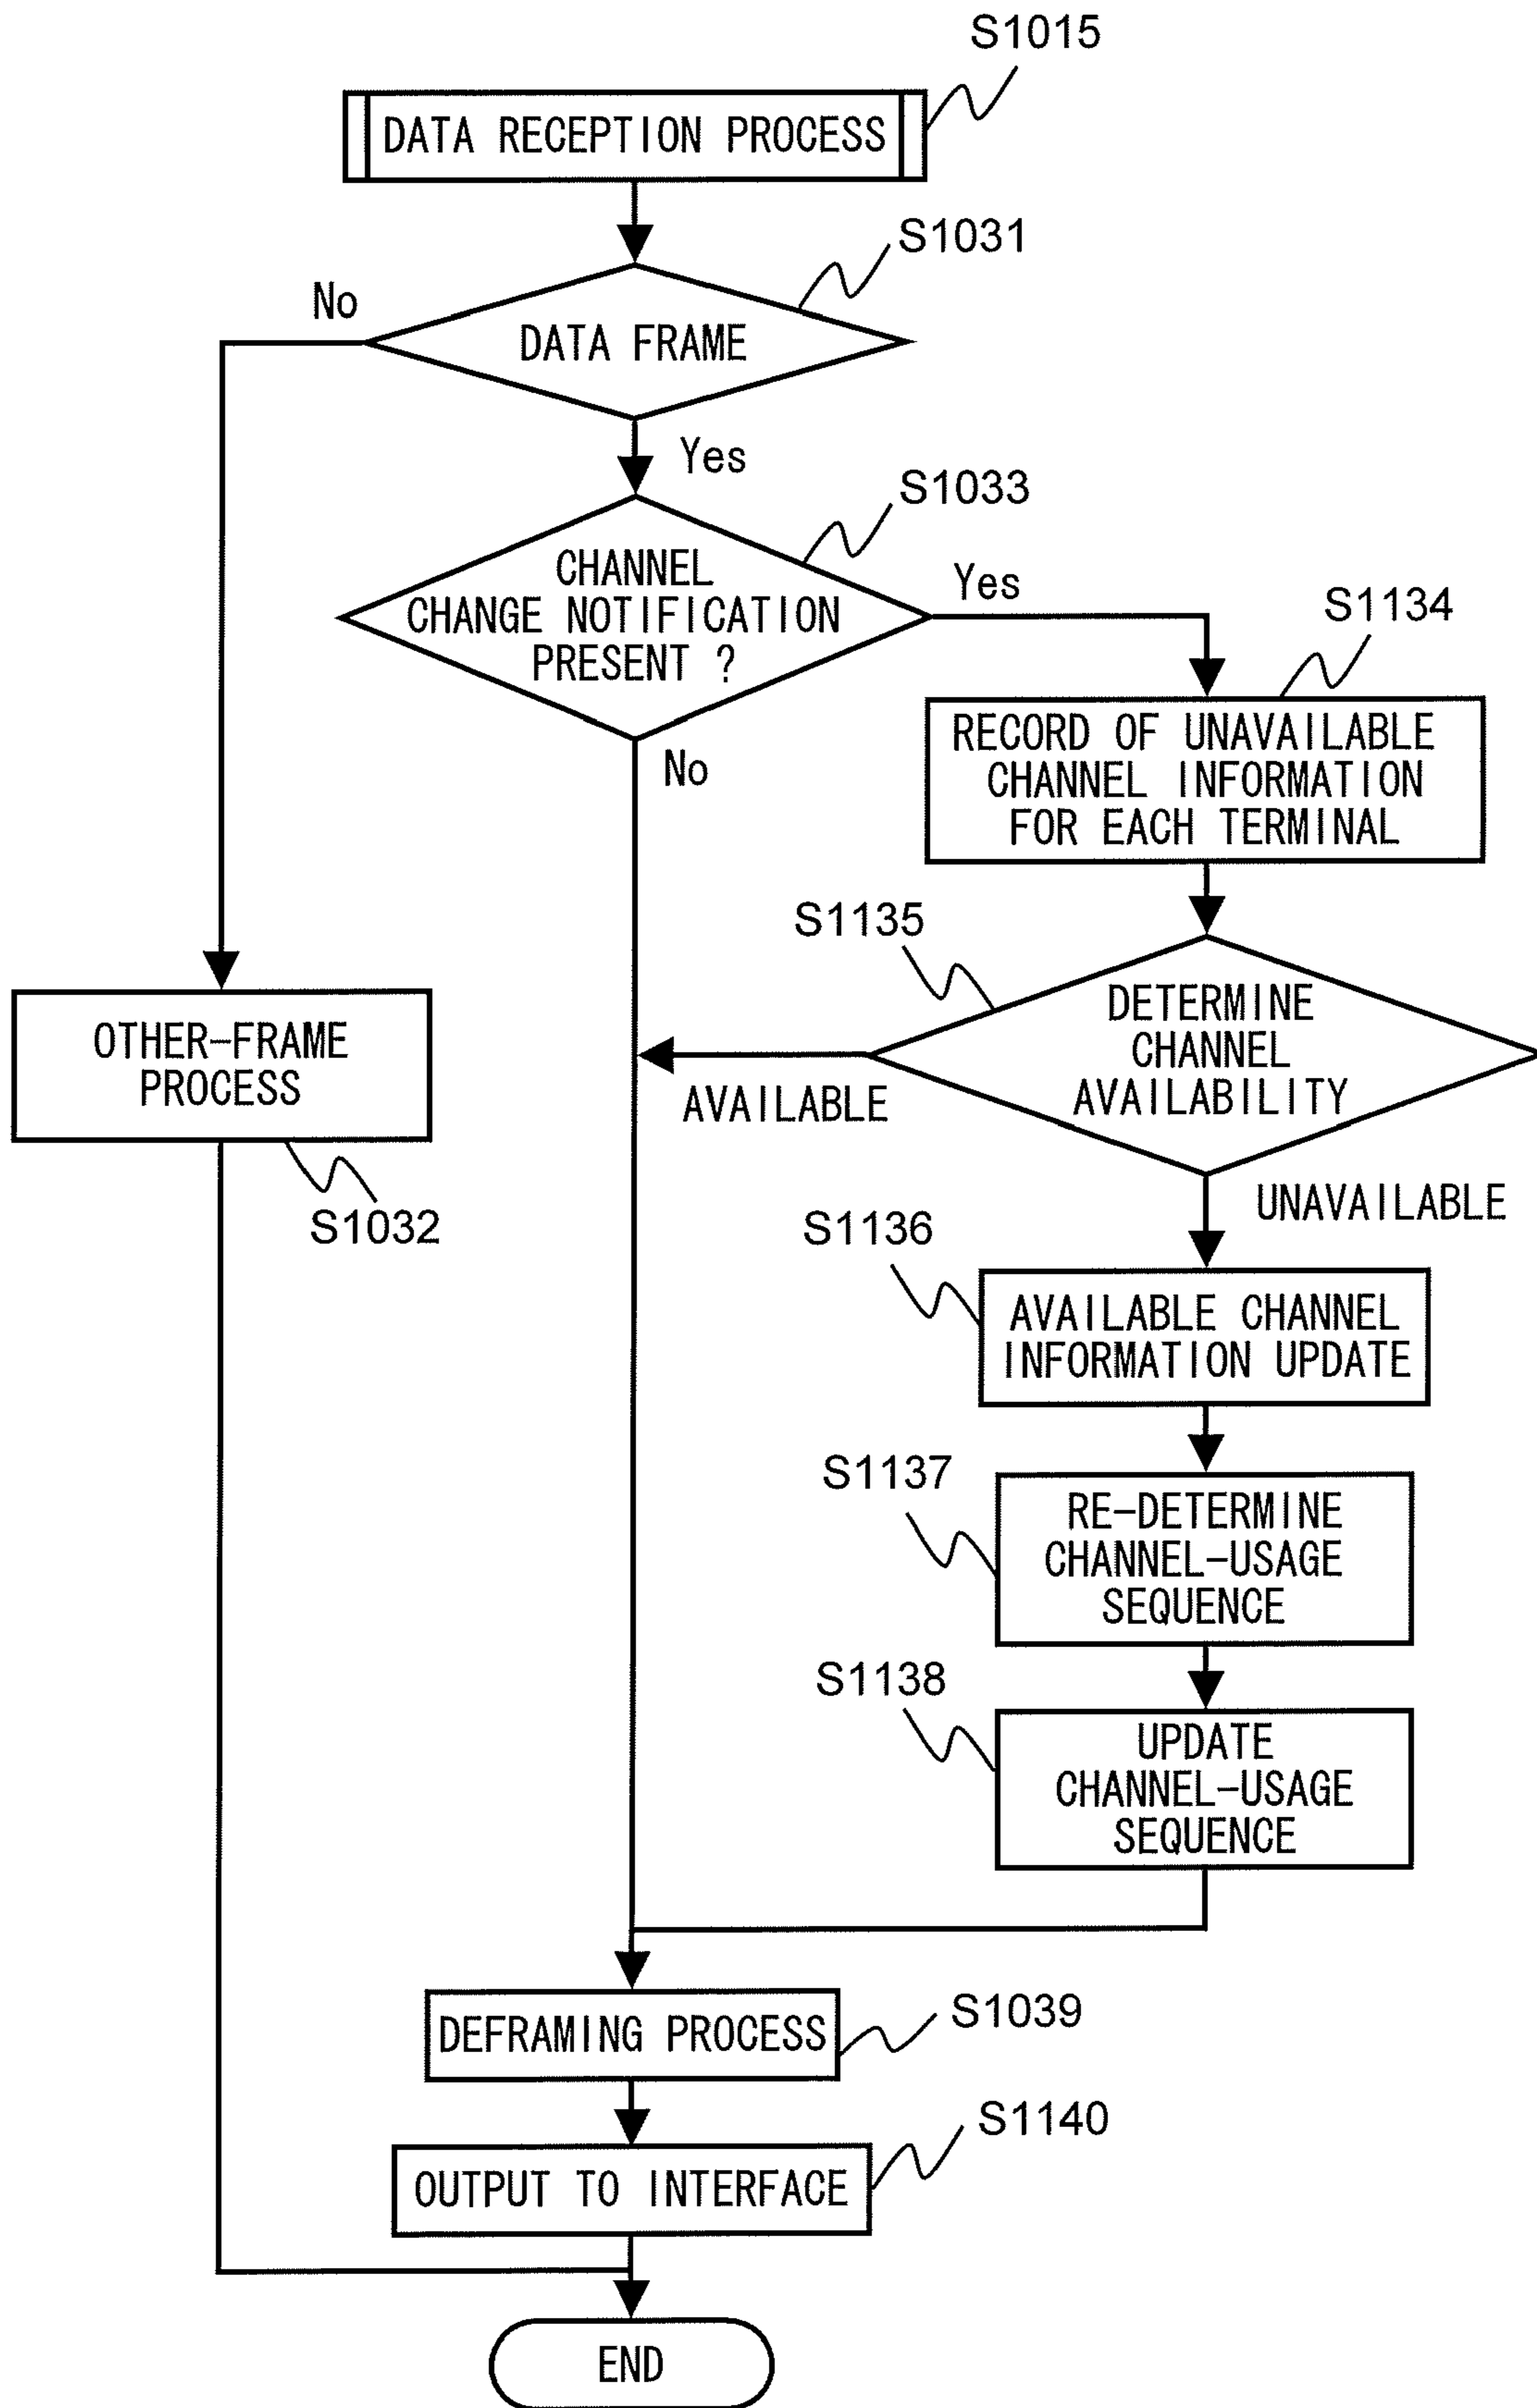 S1015
DATA RECEPTION PROCESS
S1031
No
DATA FRAME
Yes
S1033
CHANNEL
CHANGE NOTIFICATION
PRESENT ?
Yes
S1134
No
RECORD OF UNAVAILABLE
CHANNEL INFORMATION
FOR EACH TERMINAL
S1135
DETERMINE
CHANNEL
AVAILABILITY
AVAILABLE
OTHER-FRAME
PROCESS
S1032
UNAVAILABLE
S1136
AVAILABLE CHANNEL
INFORMATION UPDATE
S1137
RE-DETERMINE
CHANNEL-USAGE
SEQUENCE
S1138
UPDATE
CHANNEL-USAGE
SEQUENCE
DEFRAMING PROCESS
S1039
S1140
OUTPUT TO INTERFACE
END